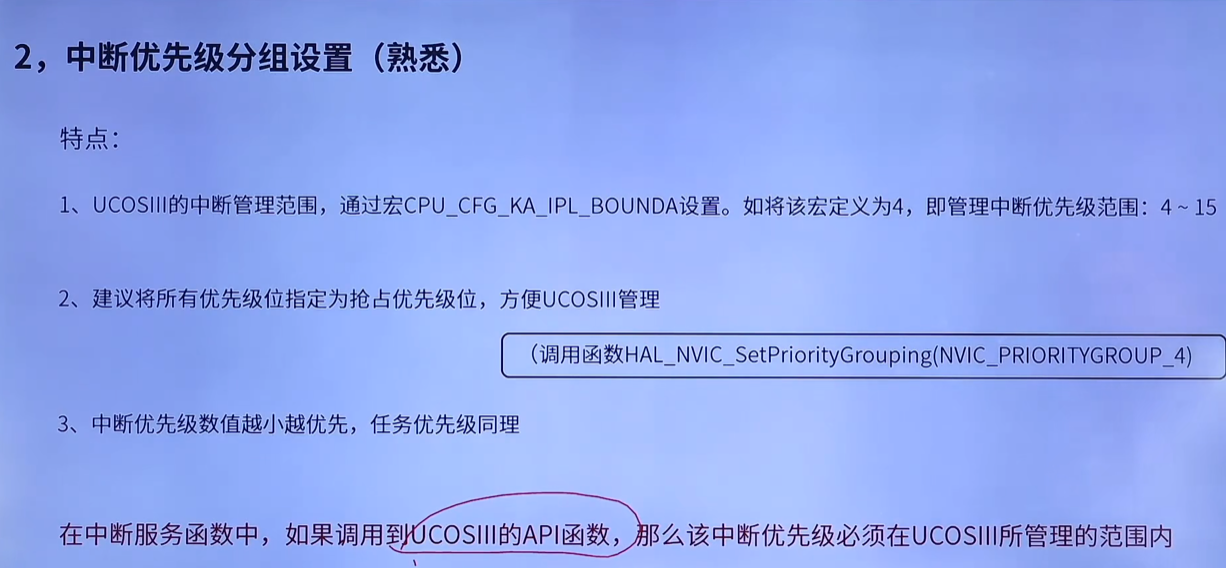 2，中断优先级分组设置（熟悉）
特点：
1、UCOSIII的中断管理范围，通过宏CPU_CFG_KA_IPL_BOUNDA设置。如将该宏定义为4，即管理中断优先级范围：4 ~ 15
2、建议将所有优先级位指定为抢占优先级位，方便UCOSIII管理
（调用函数HAL_NVIC_SetPriorityGrouping(NVIC_PRIORITYGROUP_4)
3、中断优先级数值越小越优先，任务优先级同理
在中断服务函数中，如果调用到UCOSIII的API函数，那么该中断优先级必须在UCOSIII所管理的范围内